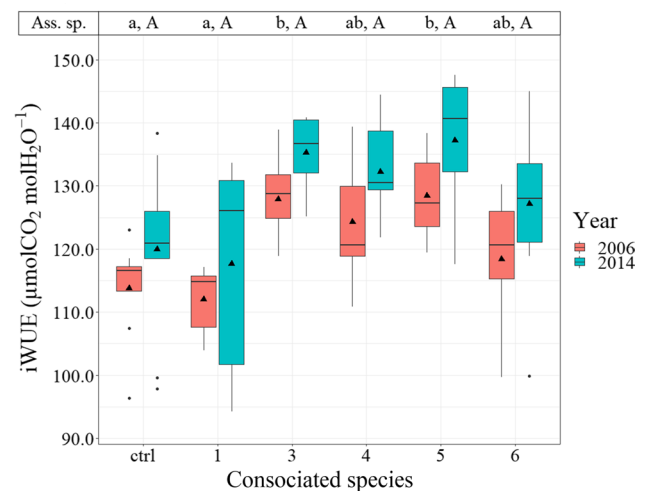 Ass. sp. a, A a, A b, A ab, A b, A ab, A
150.0
140.0
130.0
120.0
110.0
100.0
90.0
iWUE (μmolCO₂ molH₂O⁻¹)
ctrl 1 3 4 5 6
Consociated species
Year
2006
2014